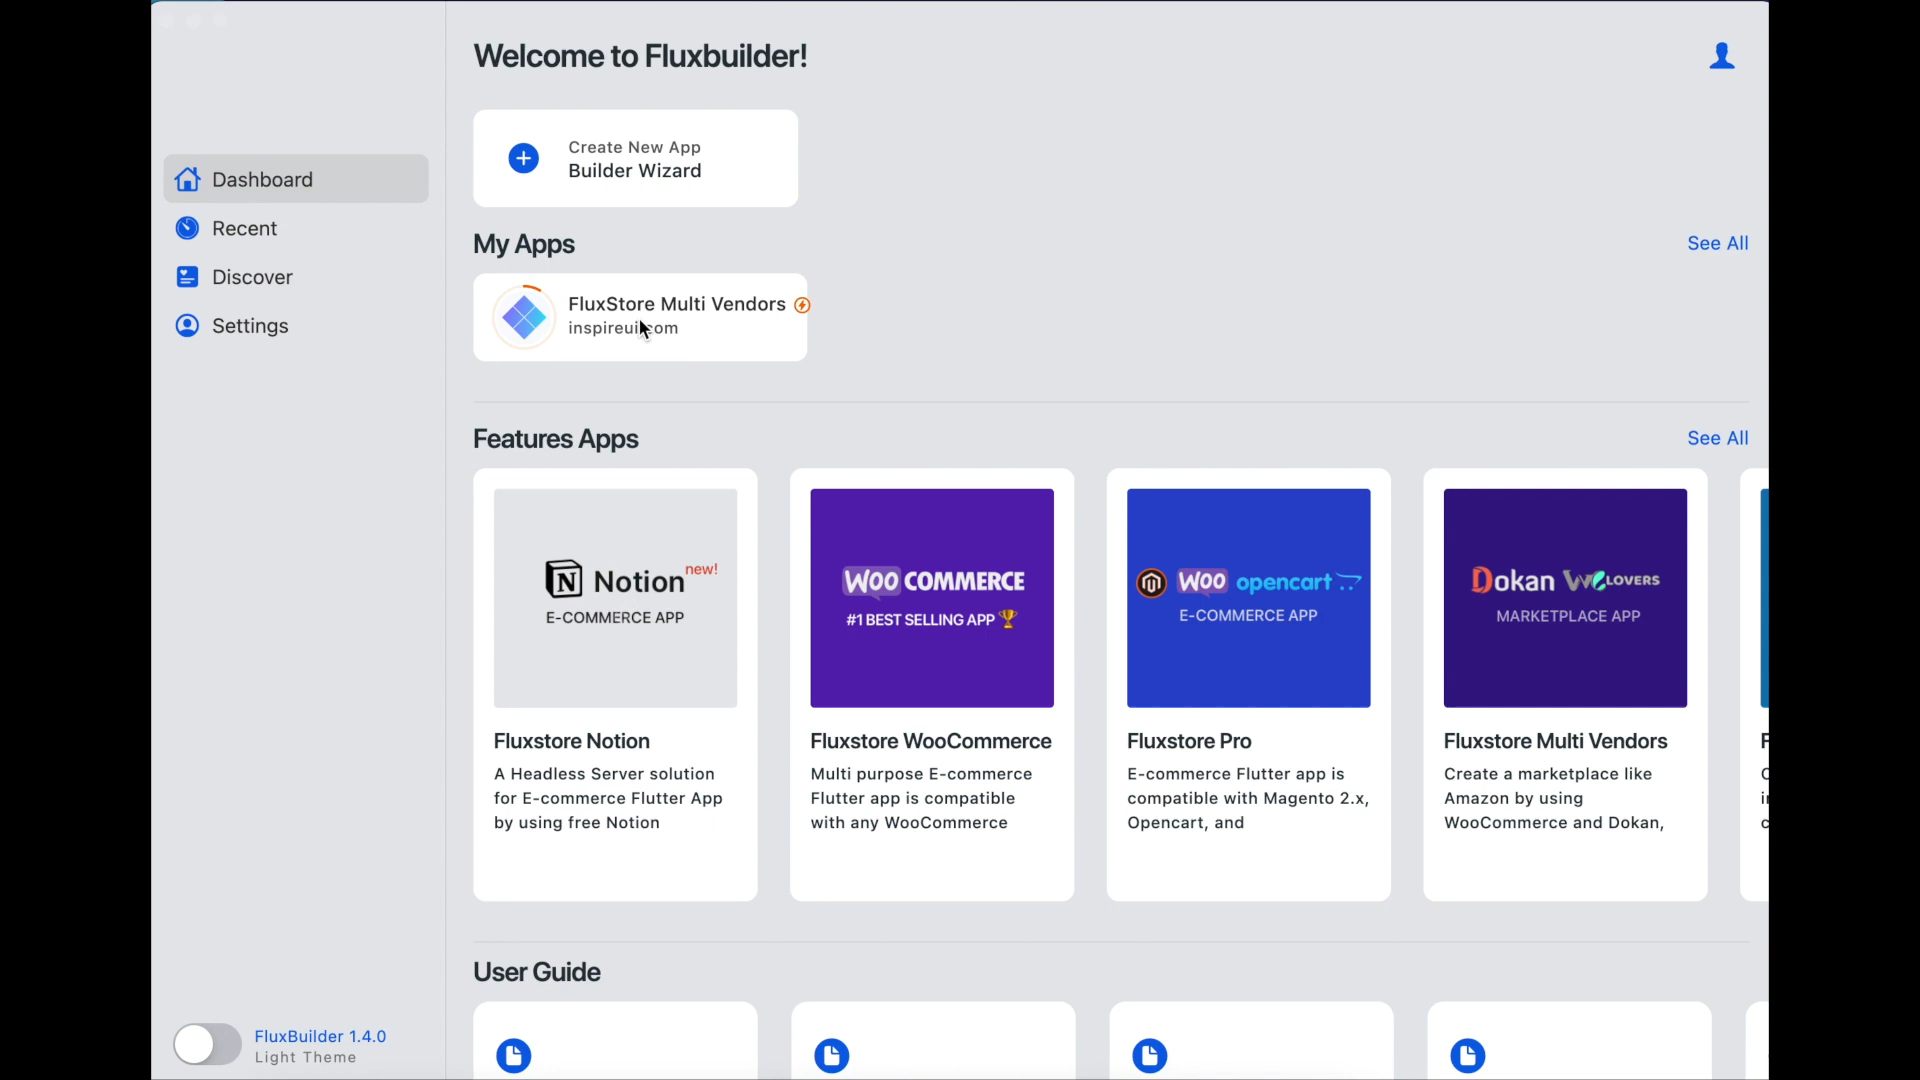 Welcome to Fluxbuilder!
Create New App
Builder Wizard
Dashboard
Recent
Discover
Settings
My Apps
See All
FluxStore Multi Vendors
inspireui.com
Features Apps
See All
Notion new!
E-COMMERCE APP
WOO COMMERCE
#1 BEST SELLING APP
WOO opencart
E-COMMERCE APP
Dokan LOVERS
MARKETPLACE APP
Fluxstore Notion
A Headless Server solution
for E-commerce Flutter App
by using free Notion
Fluxstore WooCommerce
Multi purpose E-commerce
Flutter app is compatible
with any WooCommerce
Fluxstore Pro
E-commerce Flutter app is
compatible with Magento 2.x,
Opencart, and
Fluxstore Multi Vendors
Create a marketplace like
Amazon by using
WooCommerce and Dokan,
User Guide
FluxBuilder 1.4.0
Light Theme